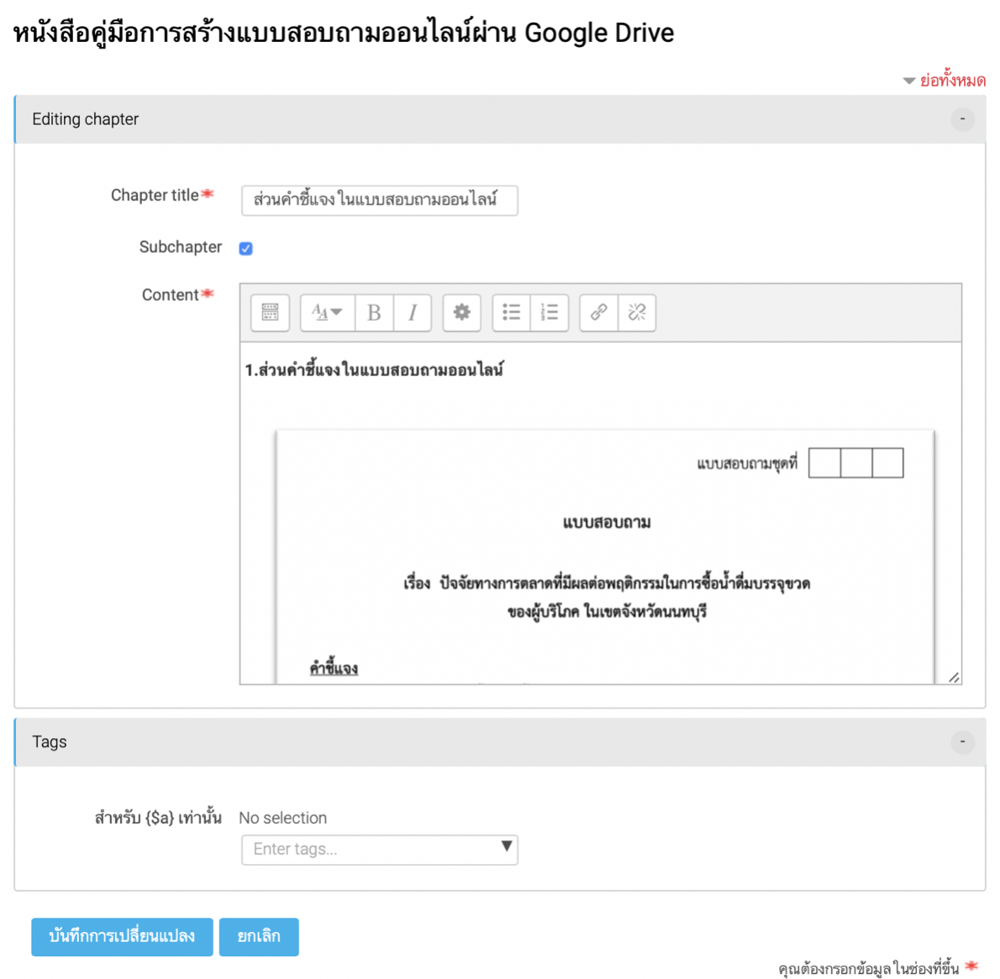 หนังสือคู่มือการสร้างแบบสอบถามออนไลน์ผ่าน Google Drive
ย่อทั้งหมด
Editing chapter
-
Chapter title*
ส่วนคำชี้แจงในแบบสอบถามออนไลน์
Subchapter
Content*
B I
1.ส่วนคำชี้แจงในแบบสอบถามออนไลน์
แบบสอบถามชุดที่
แบบสอบถาม
เรื่อง ปัจจัยทางการตลาดที่มีผลต่อพฤติกรรมในการซื้อน้ำดื่มบรรจุขวด
ของผู้บริโภค ในเขตจังหวัดนนทบุรี
คำชี้แจง
Tags
-
สำหรับ {$a} เท่านั้น
No selection
Enter tags...
บันทึกการเปลี่ยนแปลง
ยกเลิก
คุณต้องกรอกข้อมูลในช่องที่ขึ้น *